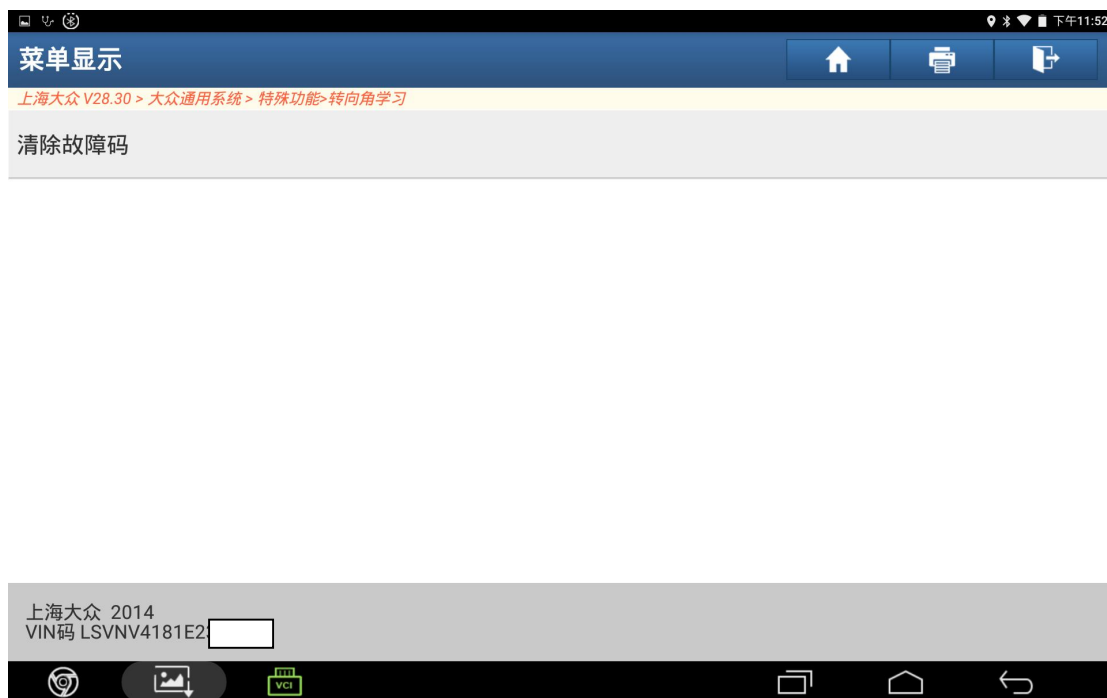 下午11:52
菜单显示
上海大众 V28.30 > 大众通用系统 > 特殊功能>转向角学习
清除故障码
上海大众 2014
VIN码 LSVNV4181E2
VCI